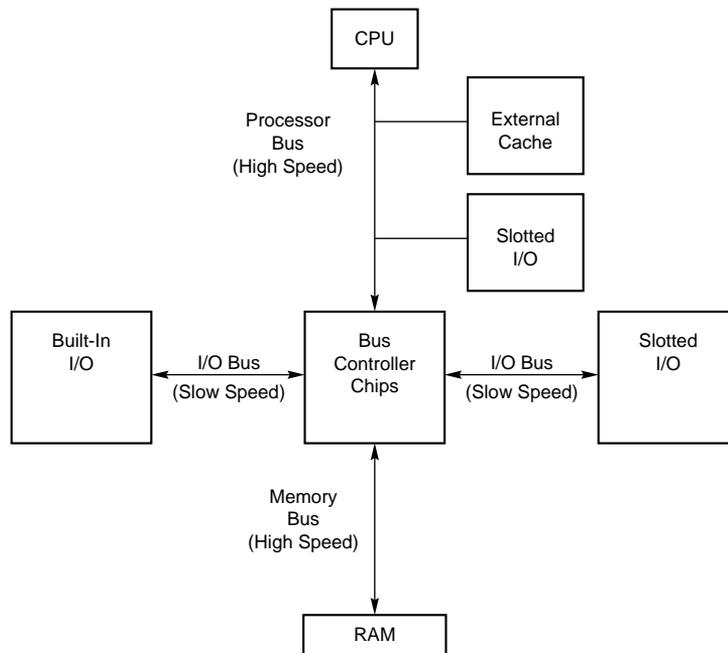 CPU
Processor
Bus
(High Speed)
External
Cache
Slotted
I/O
Built-In
I/O
I/O Bus
(Slow Speed)
Bus
Controller
Chips
I/O Bus
(Slow Speed)
Slotted
I/O
Memory
Bus
(High Speed)
RAM